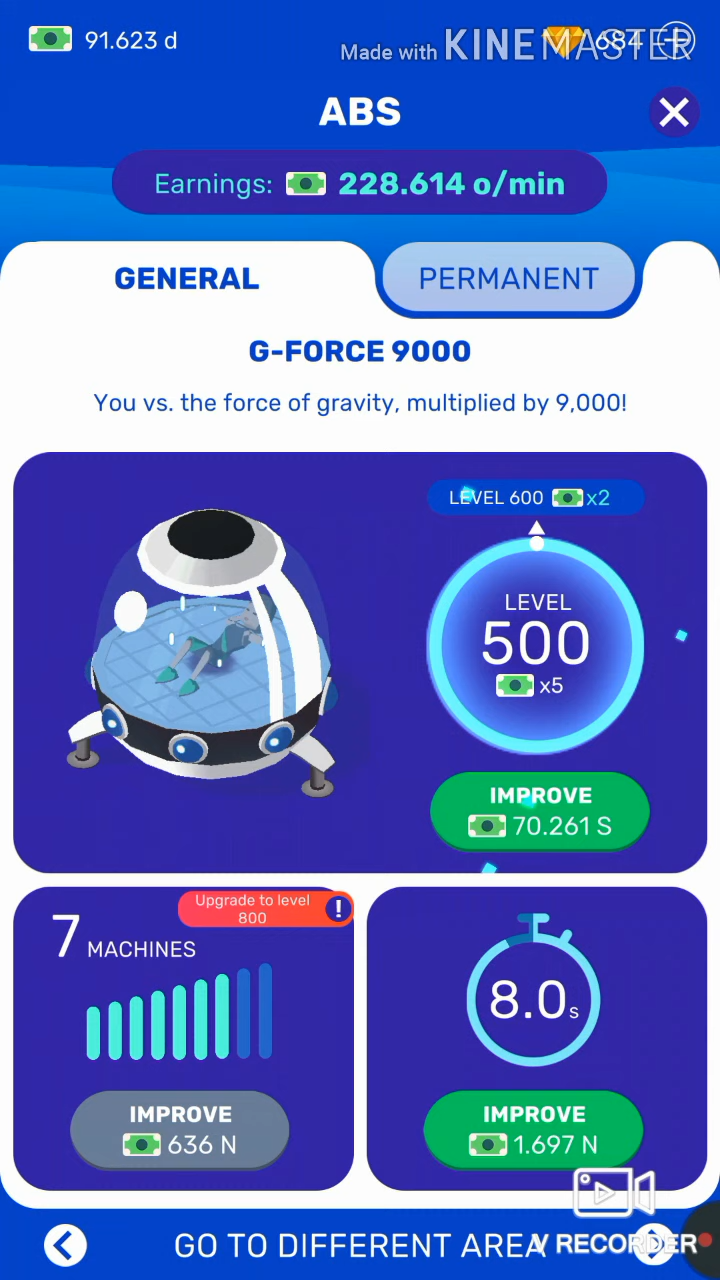 91.623 d
Made with KINEMASTER
684
ABS
Earnings: 228.614 o/min
GENERAL
PERMANENT
G-FORCE 9000
You vs. the force of gravity, multiplied by 9,000!
LEVEL 600 x2
LEVEL
500
x5
IMPROVE
70.261 S
Upgrade to level
800
!
7 MACHINES
8.0s
IMPROVE
636 N
IMPROVE
1.697 N
GO TO DIFFERENT AREA
V RECORDER